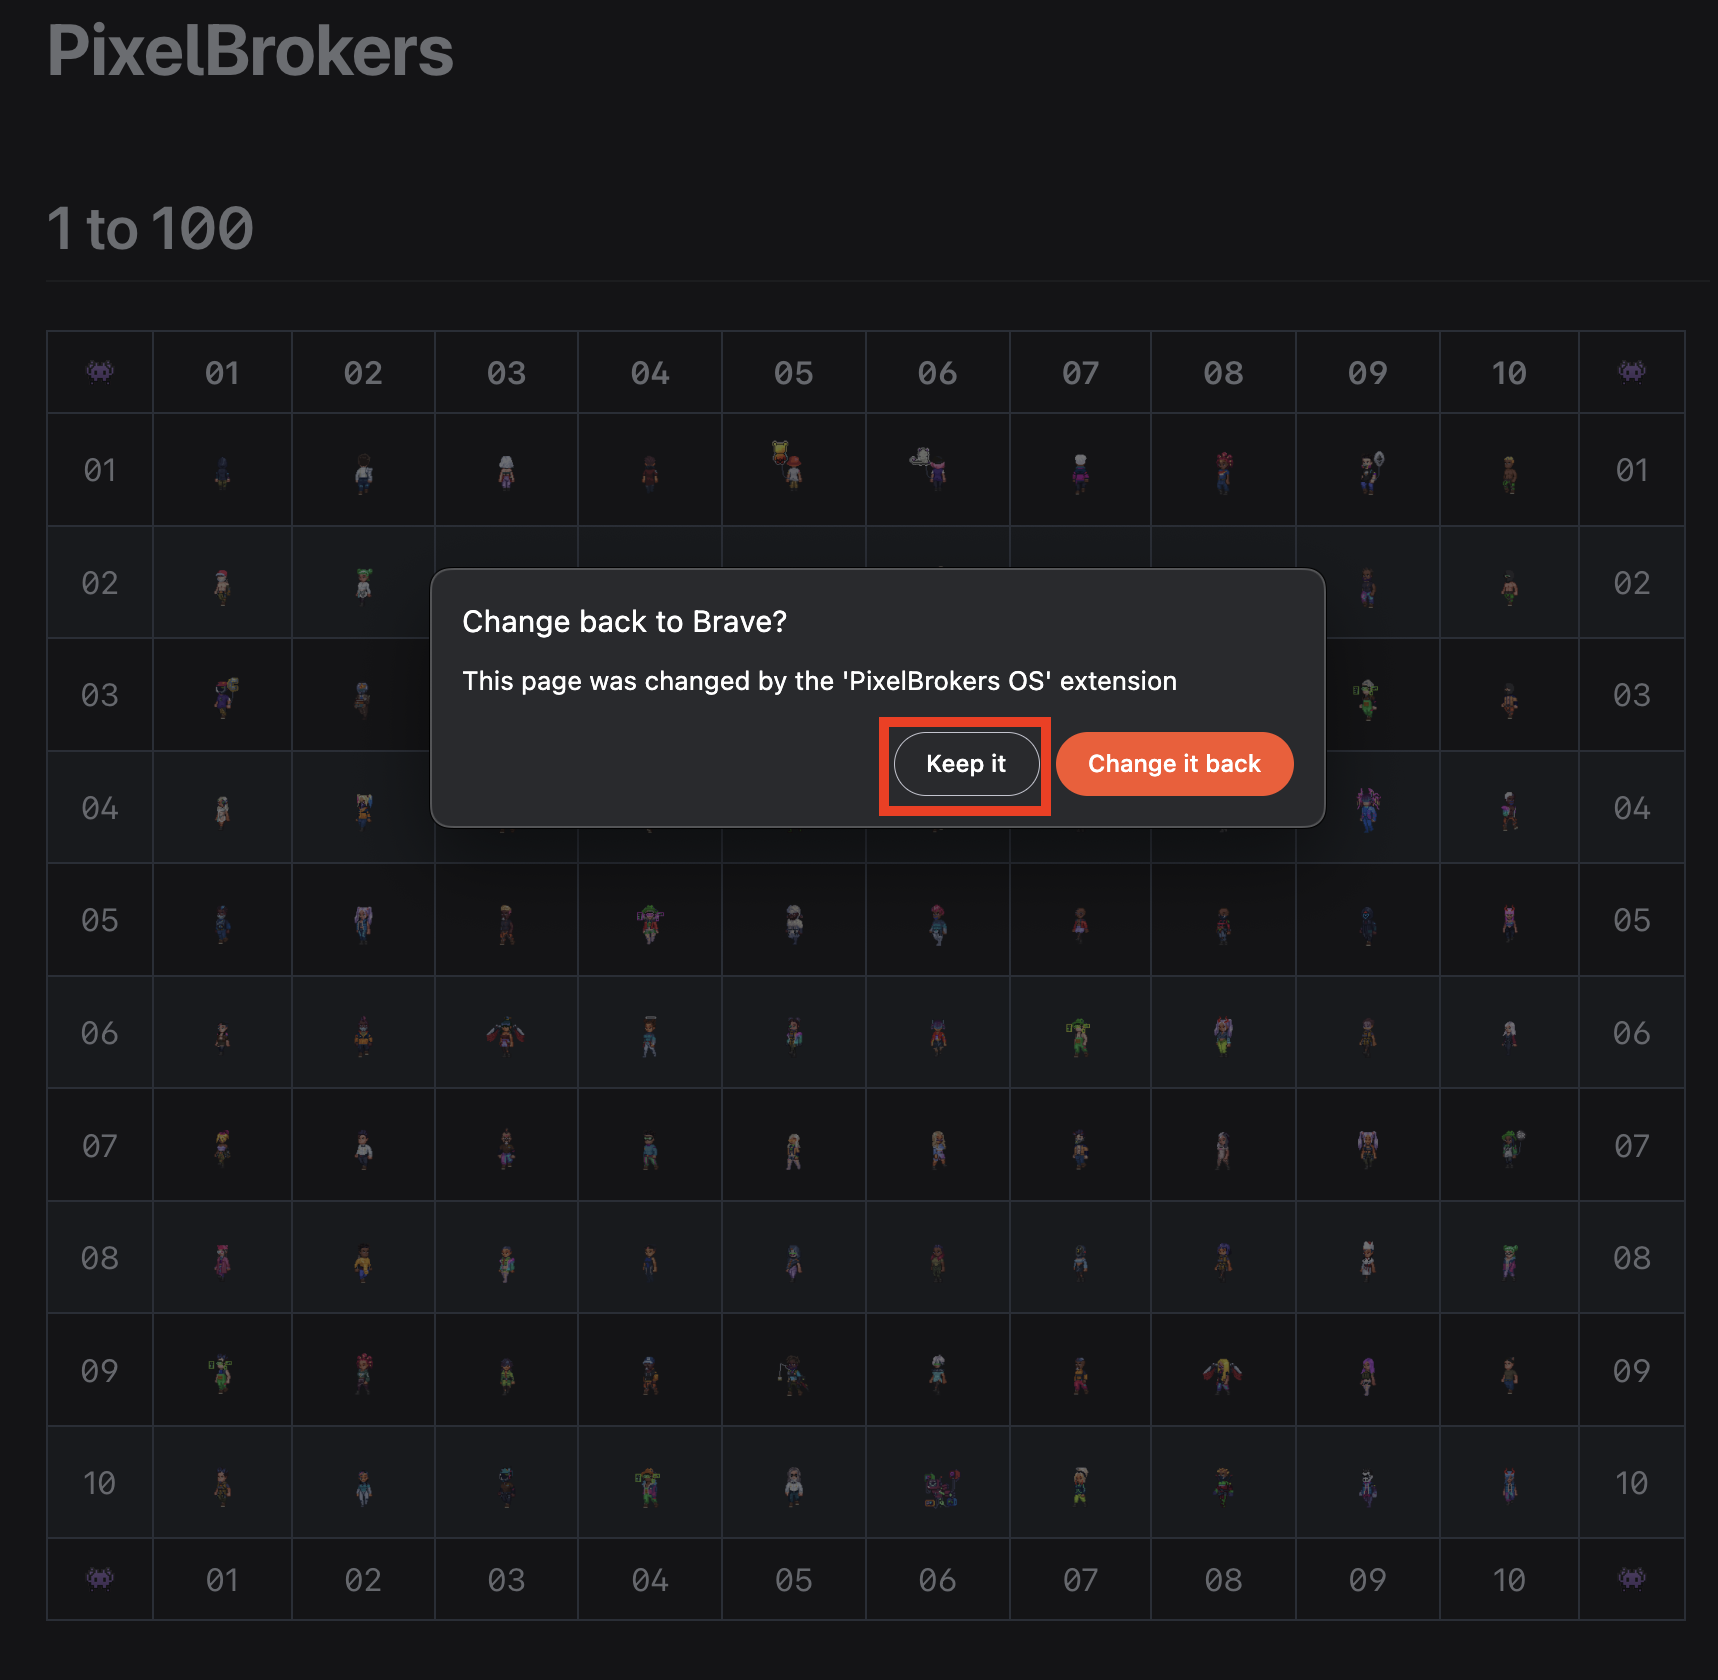 PixelBrokers
1 to 100
01 02 03 04 05 06 07 08 09 10
01 01
02 02
Change back to Brave?
This page was changed by the 'PixelBrokers OS' extension
Keep it Change it back
03 03
04 04
05 05
06 06
07 07
08 08
09 09
10 10
01 02 03 04 05 06 07 08 09 10